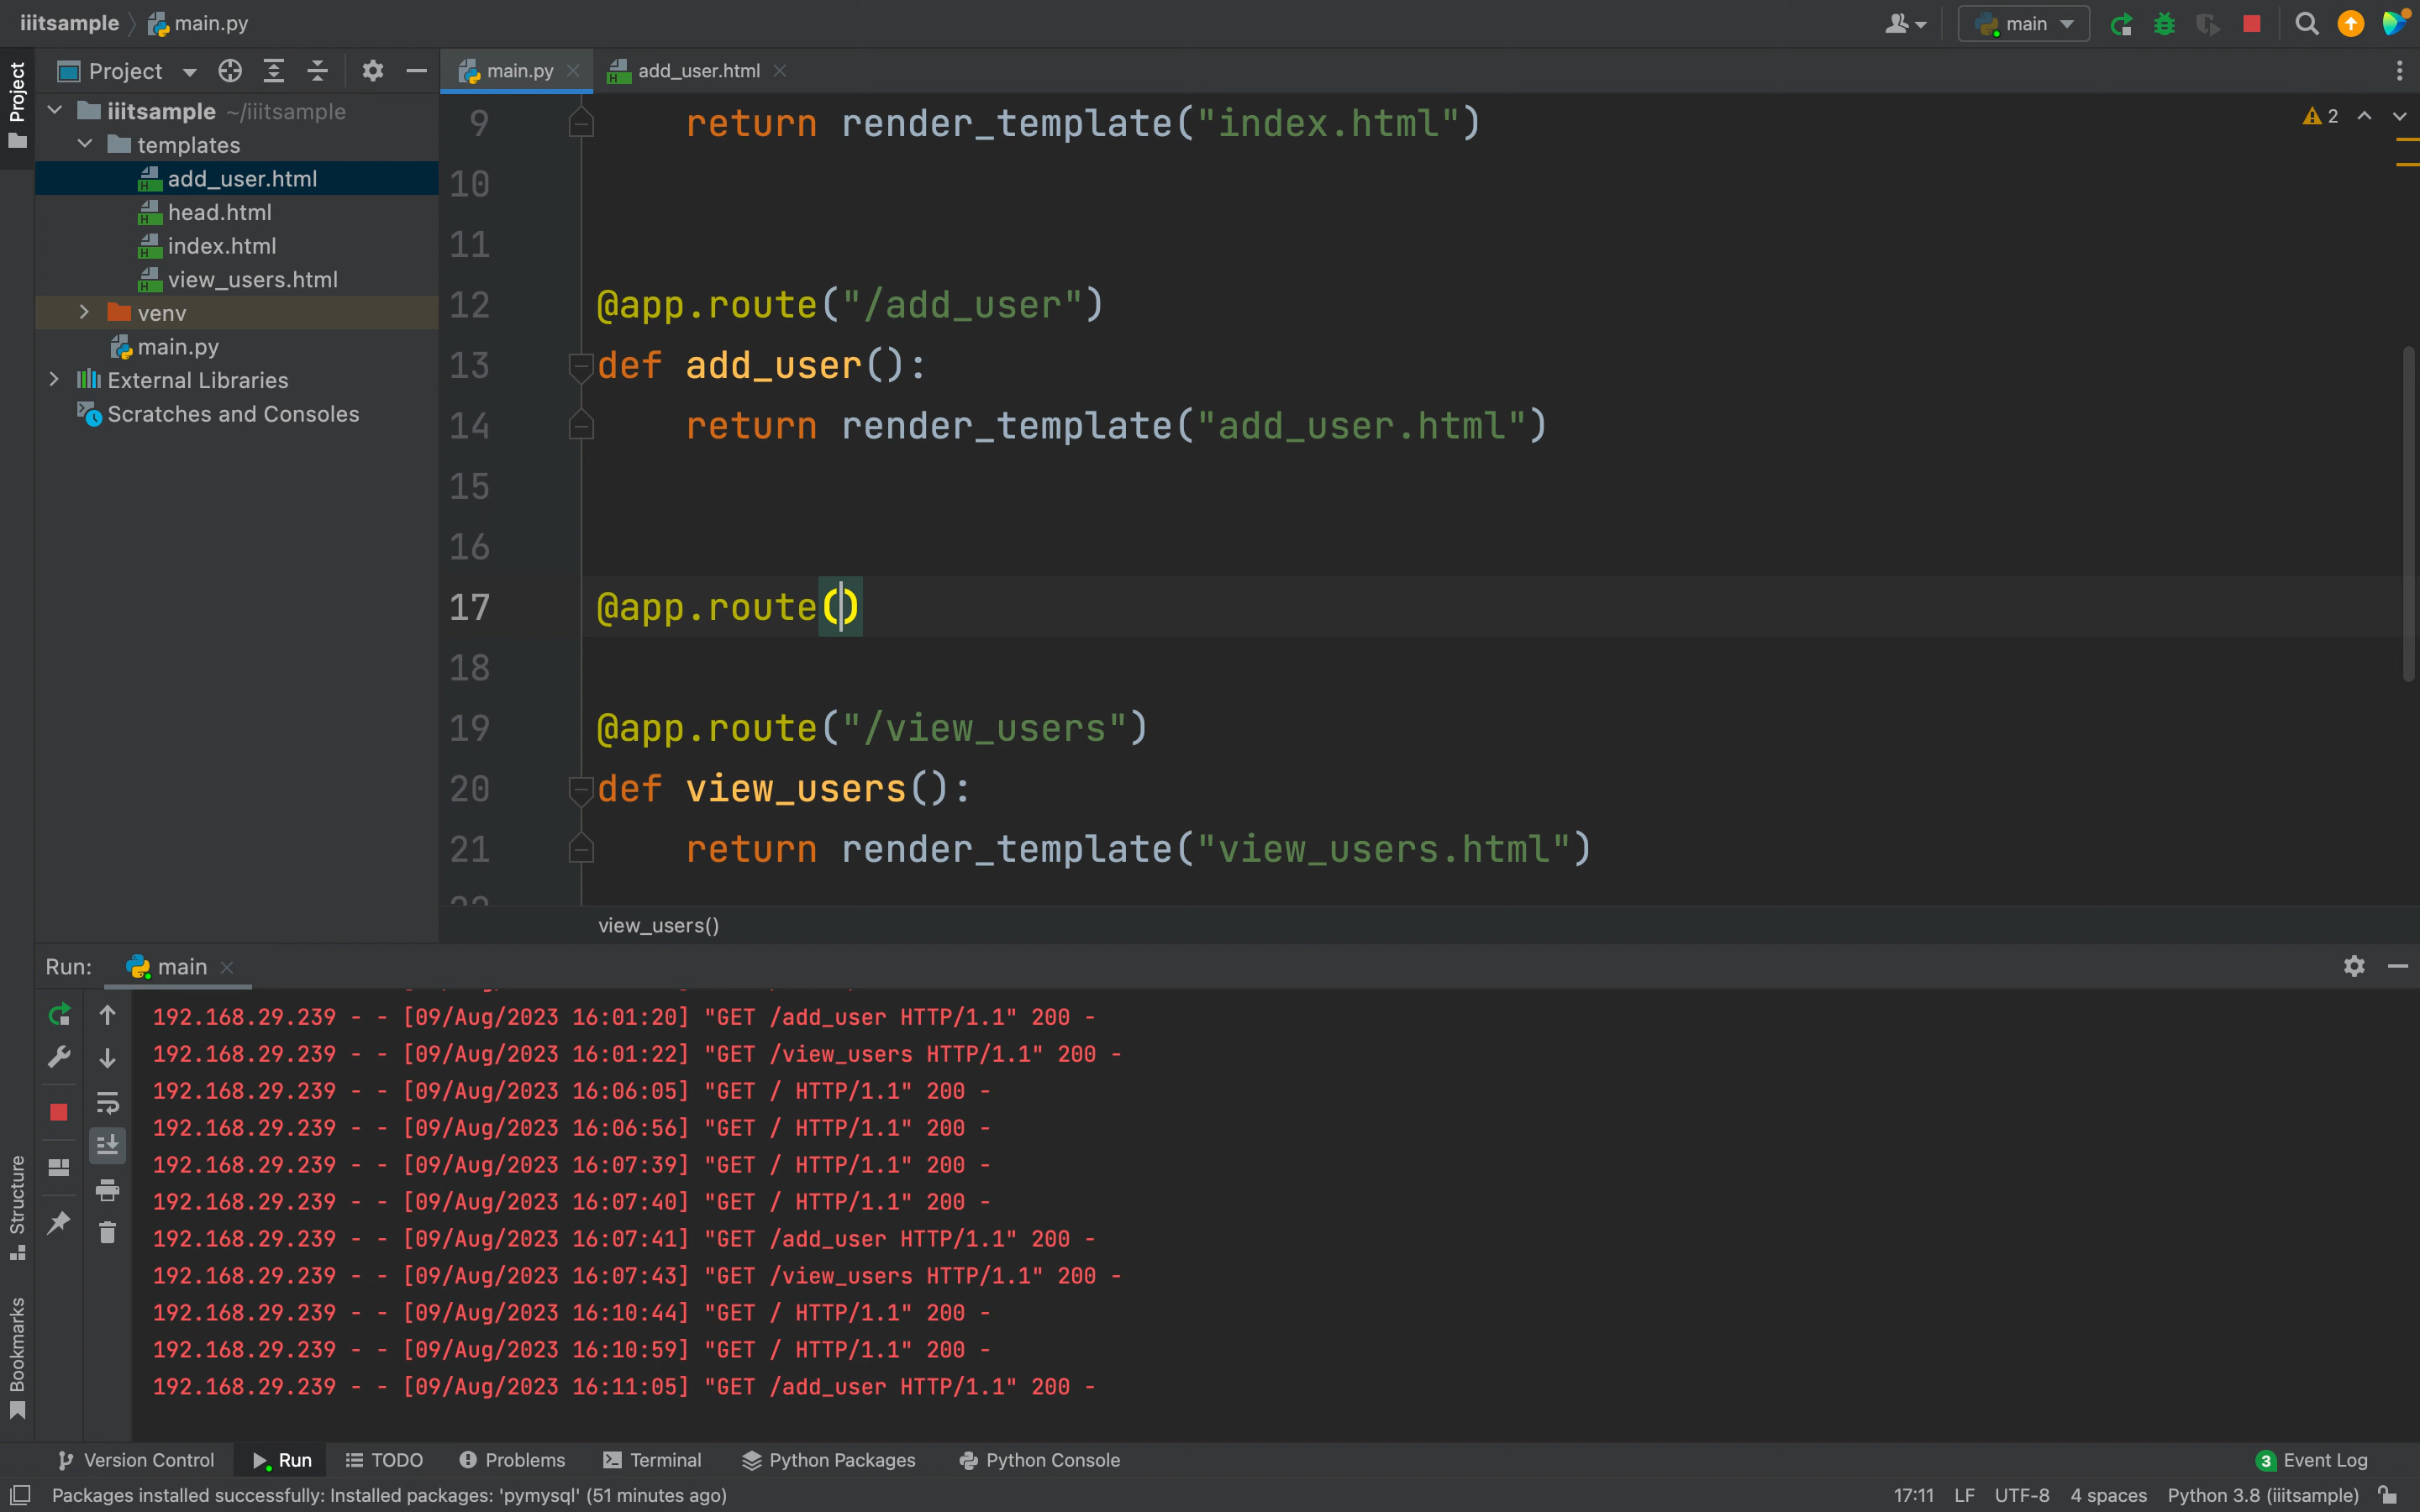 iiitsample main.py
main
Project
main.py
add_user.html
Project
iiitsample ~/iiitsample
templates
add_user.html
head.html
index.html
view_users.html
venv
main.py
External Libraries
Scratches and Consoles
2
9 return render_template("index.html")
10
11
12 @app.route("/add_user")
13 def add_user():
14 return render_template("add_user.html")
15
16
17 @app.route()
18
19 @app.route("/view_users")
20 def view_users():
21 return render_template("view_users.html")
view_users()
Run: main
192.168.29.239 - - [09/Aug/2023 16:01:20] "GET /add_user HTTP/1.1" 200 -
192.168.29.239 - - [09/Aug/2023 16:01:22] "GET /view_users HTTP/1.1" 200 -
192.168.29.239 - - [09/Aug/2023 16:06:05] "GET / HTTP/1.1" 200 -
192.168.29.239 - - [09/Aug/2023 16:06:56] "GET / HTTP/1.1" 200 -
192.168.29.239 - - [09/Aug/2023 16:07:39] "GET / HTTP/1.1" 200 -
192.168.29.239 - - [09/Aug/2023 16:07:40] "GET / HTTP/1.1" 200 -
192.168.29.239 - - [09/Aug/2023 16:07:41] "GET /add_user HTTP/1.1" 200 -
192.168.29.239 - - [09/Aug/2023 16:07:43] "GET /view_users HTTP/1.1" 200 -
192.168.29.239 - - [09/Aug/2023 16:10:44] "GET / HTTP/1.1" 200 -
192.168.29.239 - - [09/Aug/2023 16:10:59] "GET / HTTP/1.1" 200 -
192.168.29.239 - - [09/Aug/2023 16:11:05] "GET /add_user HTTP/1.1" 200 -
Structure
Bookmarks
Version Control Run TODO Problems Terminal Python Packages Python Console 3 Event Log
Packages installed successfully: Installed packages: 'pymysql' (51 minutes ago) 17:11 LF UTF-8 4 spaces Python 3.8 (iiitsample)